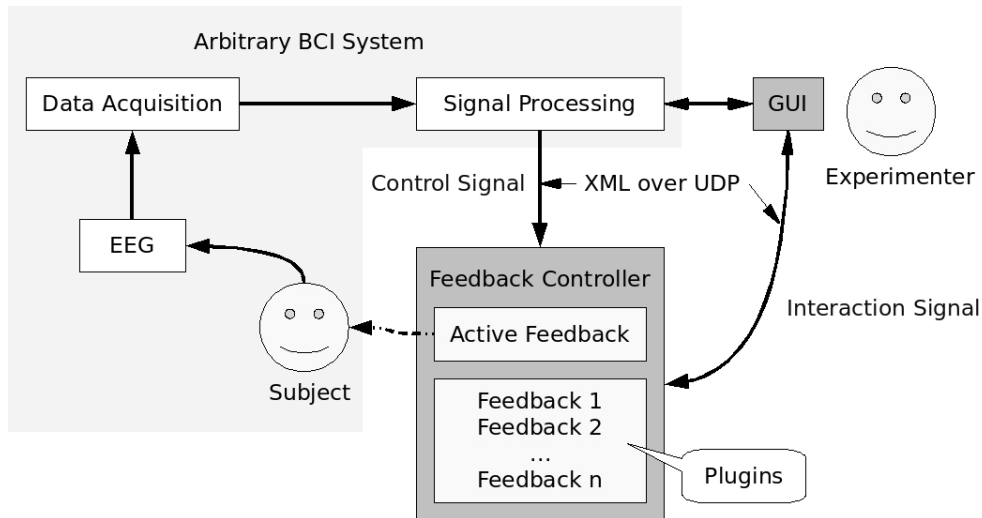 Arbitrary BCI System
Data Acquisition
Signal Processing
GUI
Experimenter
Control Signal
XML over UDP
EEG
Feedback Controller
Interaction Signal
Active Feedback
Subject
Feedback 1
Feedback 2
...
Feedback n
Plugins